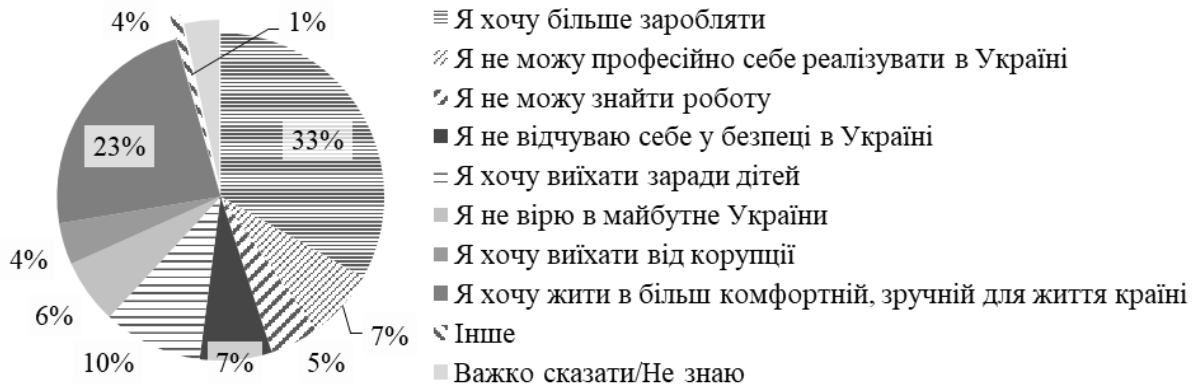 4%
1%
33%
23%
4%
6%
10%
7%
5%
7%
Я хочу більше заробляти
Я не можу професійно себе реалізувати в Україні
Я не можу знайти роботу
Я не відчуваю себе у безпеці в Україні
Я хочу виїхати заради дітей
Я не вірю в майбутнє України
Я хочу виїхати від корупції
Я хочу жити в більш комфортній, зручній для життя країні
Інше
Важко сказати/Не знаю